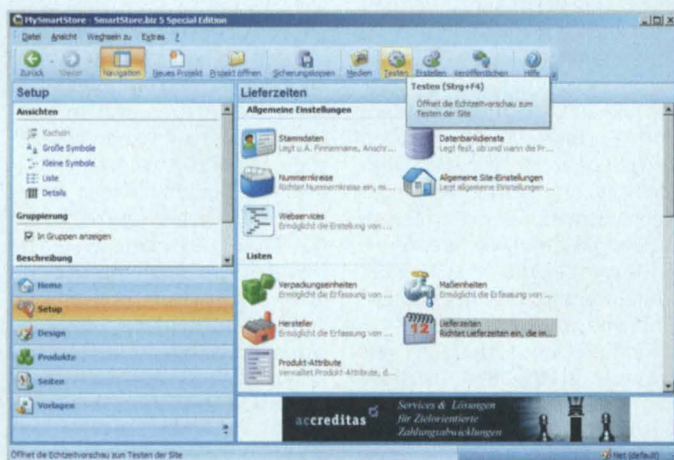 MySmartStore - SmartStore.biz 5 Special Edition
Datei Ansicht Wechseln zu Extras ?
Zurück Weiter Navigation Neues Projekt Projekt öffnen Sicherungskopien Medien Testen Erstellen Veröffentlichen Hilfe
Testen (Strg+F4)
Öffnet die Echtzeitvorschau zum
Testen der Site
Setup
Ansichten
Kacheln
Große Symbole
Kleine Symbole
Liste
Details
Gruppierung
In Gruppen anzeigen
Beschreibung
Home
Setup
Design
Produkte
Seiten
Vorlagen
Lieferzeiten
Allgemeine Einstellungen
Stammdaten
Legt u.A. Firmenname, Anschr...
Datenbankdienste
Legt fest, ob und wann die Pr...
Nummernkreise
Richtet Nummernkreise ein, mi...
Allgemeine Site-Einstellungen
Legt allgemeine Einstellungen ...
Webservices
Ermöglicht die Erstellung von ...
Listen
Verpackungseinheiten
Ermöglicht die Erfassung von ...
Maßeinheiten
Ermöglicht die Erfassung von ...
Hersteller
Ermöglicht die Erfassung von ...
12
Lieferzeiten
Richtet Lieferzeiten ein, die im...
Produkt-Attribute
Verwaltet Produkt-Attribute, d...
accreditas
Services & Lösungen
für Zielorientierte
Zahlungsabwicklungen
Öffnet die Echtzeitvorschau zum Testen der Site
Net (default)